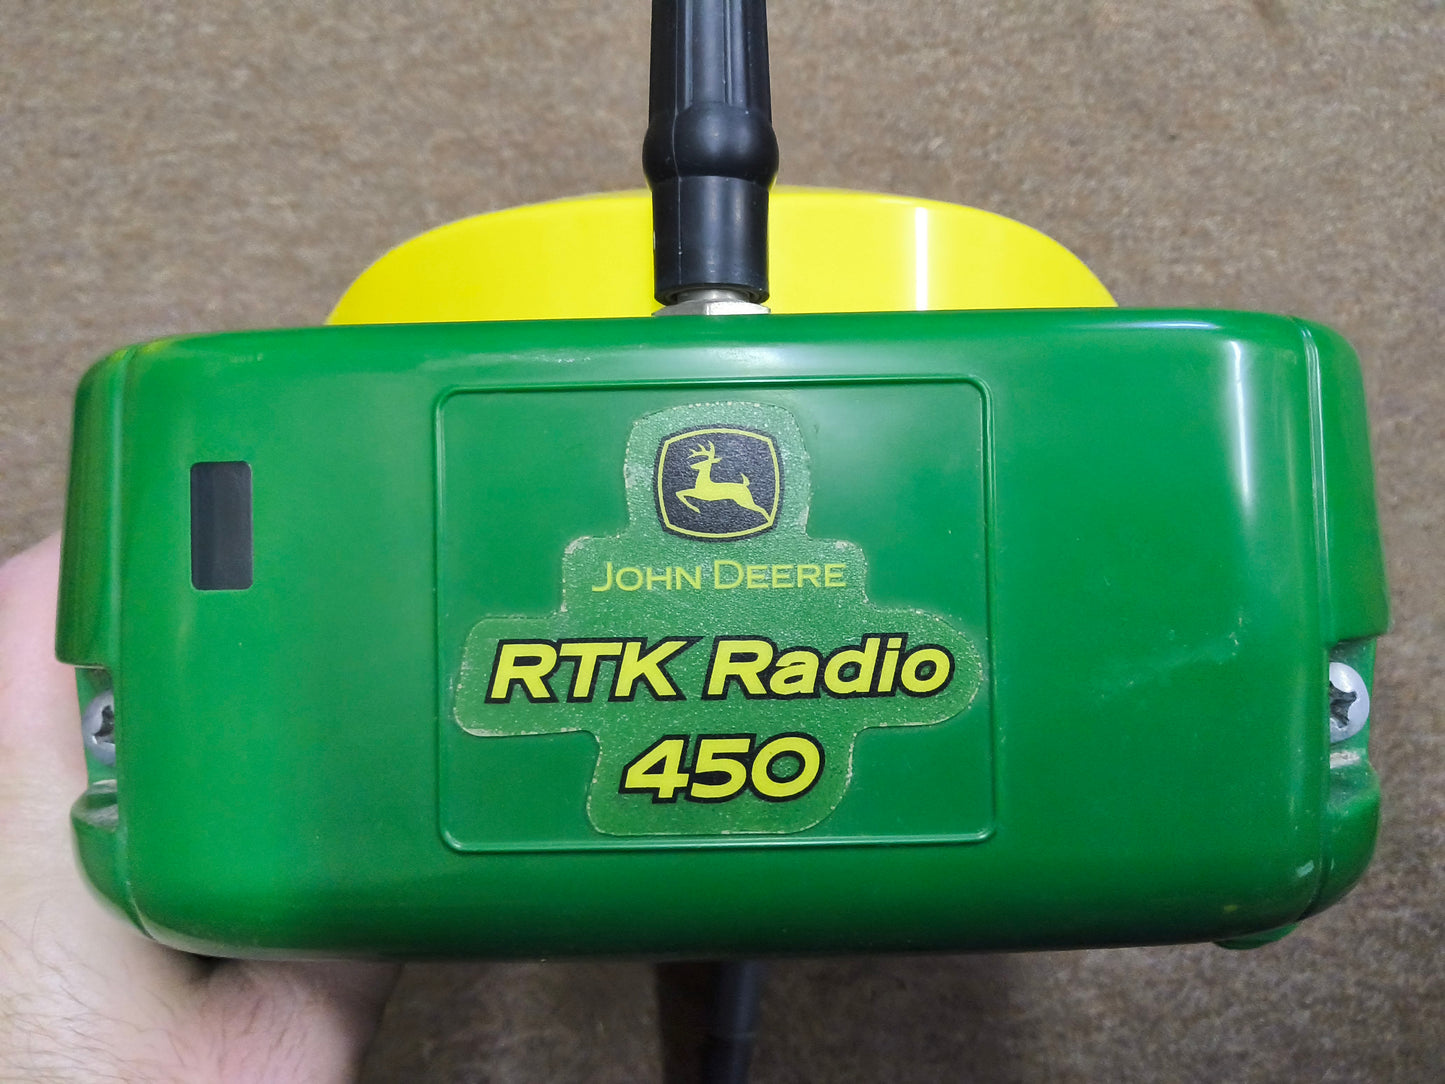 John Deere
RTK Radio
450